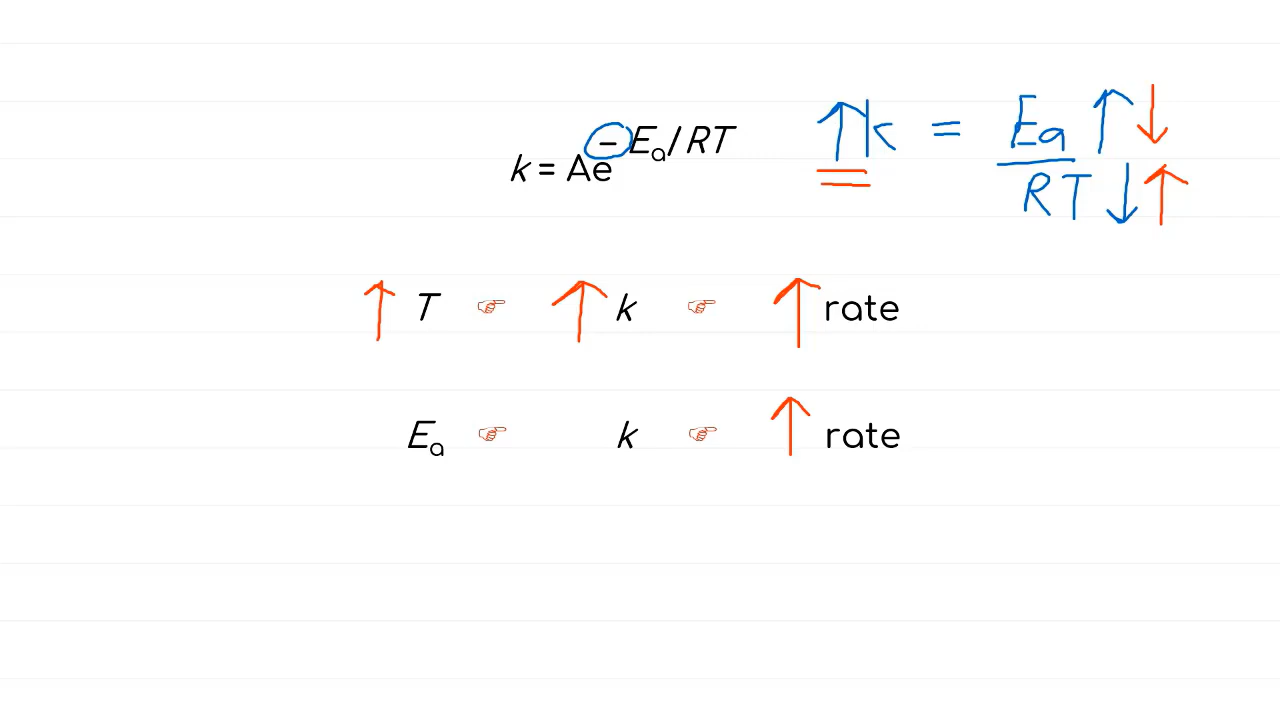 k = Ae⁻ᴱₐ/ᴿᵀ
↑k = Ea ↑ ↓ / RT ↓ ↑
↑ T ☞ ↑ k ☞ ↑ rate
Eₐ ☞ k ☞ ↑ rate